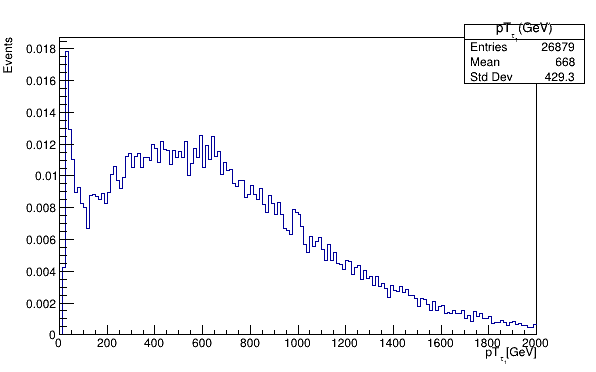 pT_τ₁(GeV)
Entries 26879
Mean 668
Std Dev 429.3
Events
0.018
0.016
0.014
0.012
0.01
0.008
0.006
0.004
0.002
0
0 200 400 600 800 1000 1200 1400 1600 1800 2000
pT_τ₁[GeV]